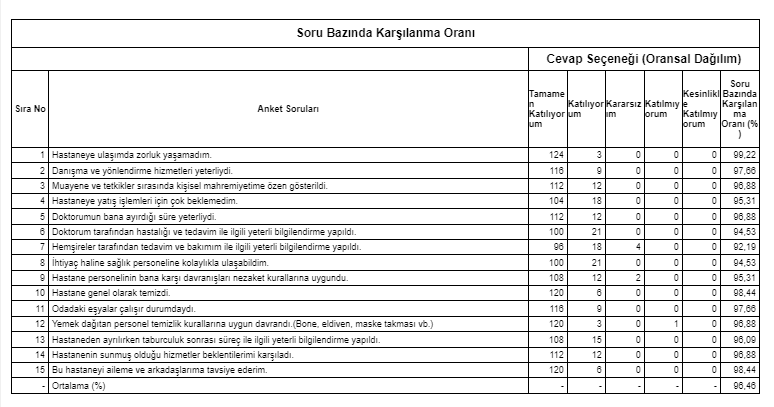 Soru Bazında Karşılanma Oranı
Cevap Seçeneği (Oransal Dağılım)
Sıra No Anket Soruları Tamamen Katılıyorum Katılıyorum Kararsızım Katılmıyorum Kesinlikle Katılmıyorum Soru Bazında Karşılanma Oranı (%)
1 Hastaneye ulaşımda zorluk yaşamadım. 124 3 0 0 0 99,22
2 Danışma ve yönlendirme hizmetleri yeterliydi. 116 9 0 0 0 97,66
3 Muayene ve tetkikler sırasında kişisel mahremiyetime özen gösterildi. 112 12 0 0 0 96,88
4 Hastaneye yatış işlemleri için çok beklemedim. 104 18 0 0 0 95,31
5 Doktorumun bana ayırdığı süre yeterliydi. 112 12 0 0 0 96,88
6 Doktorum tarafından hastalığı ve tedavim ile ilgili yeterli bilgilendirme yapıldı. 100 21 0 0 0 94,53
7 Hemşireler tarafından tedavim ve bakımım ile ilgili yeterli bilgilendirme yapıldı. 96 18 4 0 0 92,19
8 İhtiyaç haline sağlık personeline kolaylıkla ulaşabildim. 100 21 0 0 0 94,53
9 Hastane personelinin bana karşı davranışları nezaket kurallarına uygundu. 108 12 2 0 0 95,31
10 Hastane genel olarak temizdi. 120 6 0 0 0 98,44
11 Odadaki eşyalar çalışır durumdaydı. 116 9 0 0 0 97,66
12 Yemek dağıtan personel temizlik kurallarına uygun davrandı.(Bone, eldiven, maske takması vb.) 120 3 0 1 0 96,88
13 Hastaneden ayrılırken taburculuk sonrası süreç ile ilgili yeterli bilgilendirme yapıldı. 108 15 0 0 0 96,09
14 Hastanenin sunmuş olduğu hizmetler beklentilerimi karşıladı. 112 12 0 0 0 96,88
15 Bu hastaneyi aileme ve arkadaşlarıma tavsiye ederim. 120 6 0 0 0 98,44
- Ortalama (%) - - - - - 96,46